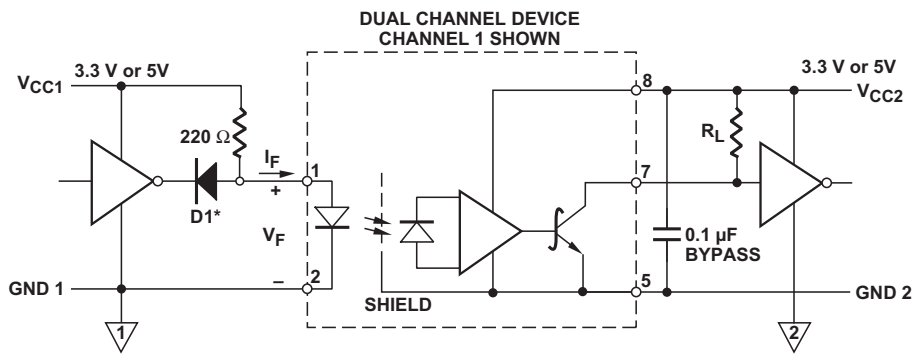 DUAL CHANNEL DEVICE
CHANNEL 1 SHOWN
3.3 V or 5V
VCC1
220 Ω
IF
+
D1*
1
VF
2
–
GND 1
1
SHIELD
8
7
5
3.3 V or 5V
VCC2
RL
0.1 µF
BYPASS
GND 2
2